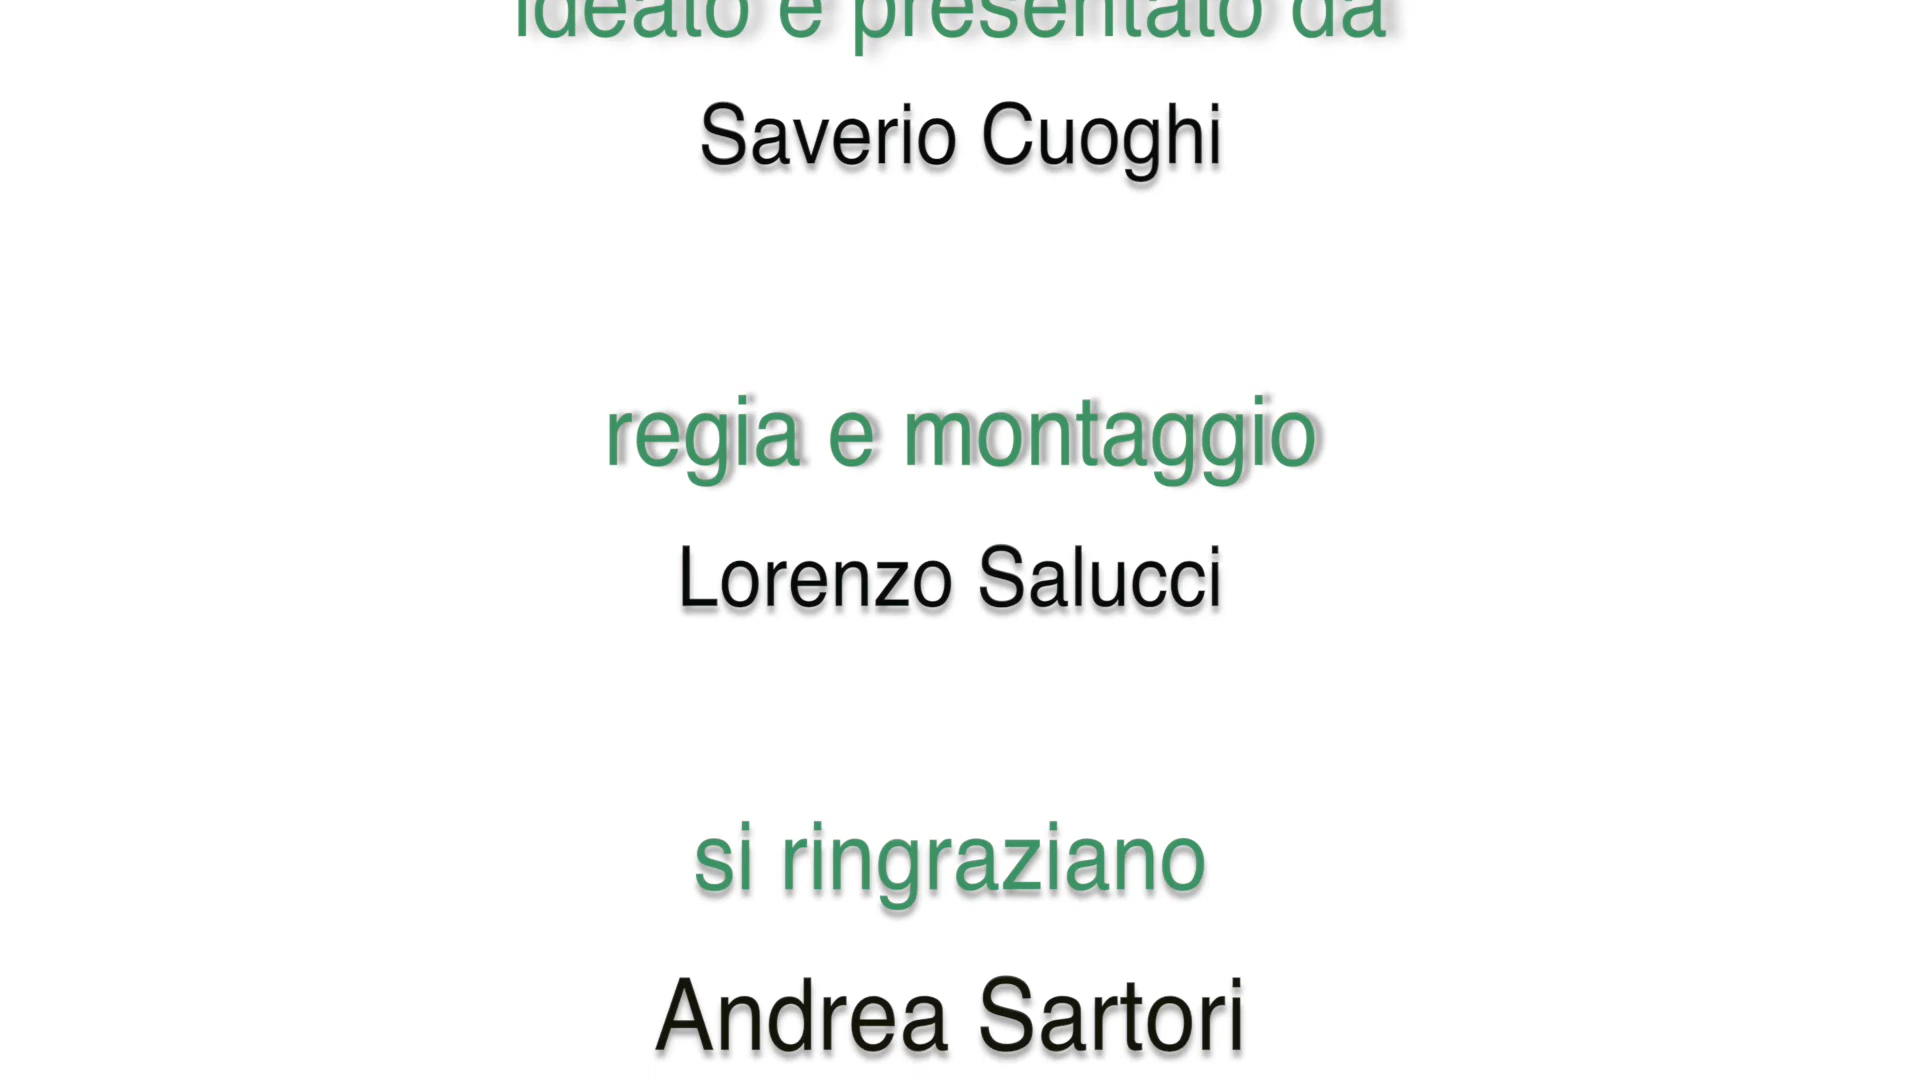 ideato e presentato da
Saverio Cuoghi
regia e montaggio
Lorenzo Salucci
si ringraziano
Andrea Sartori